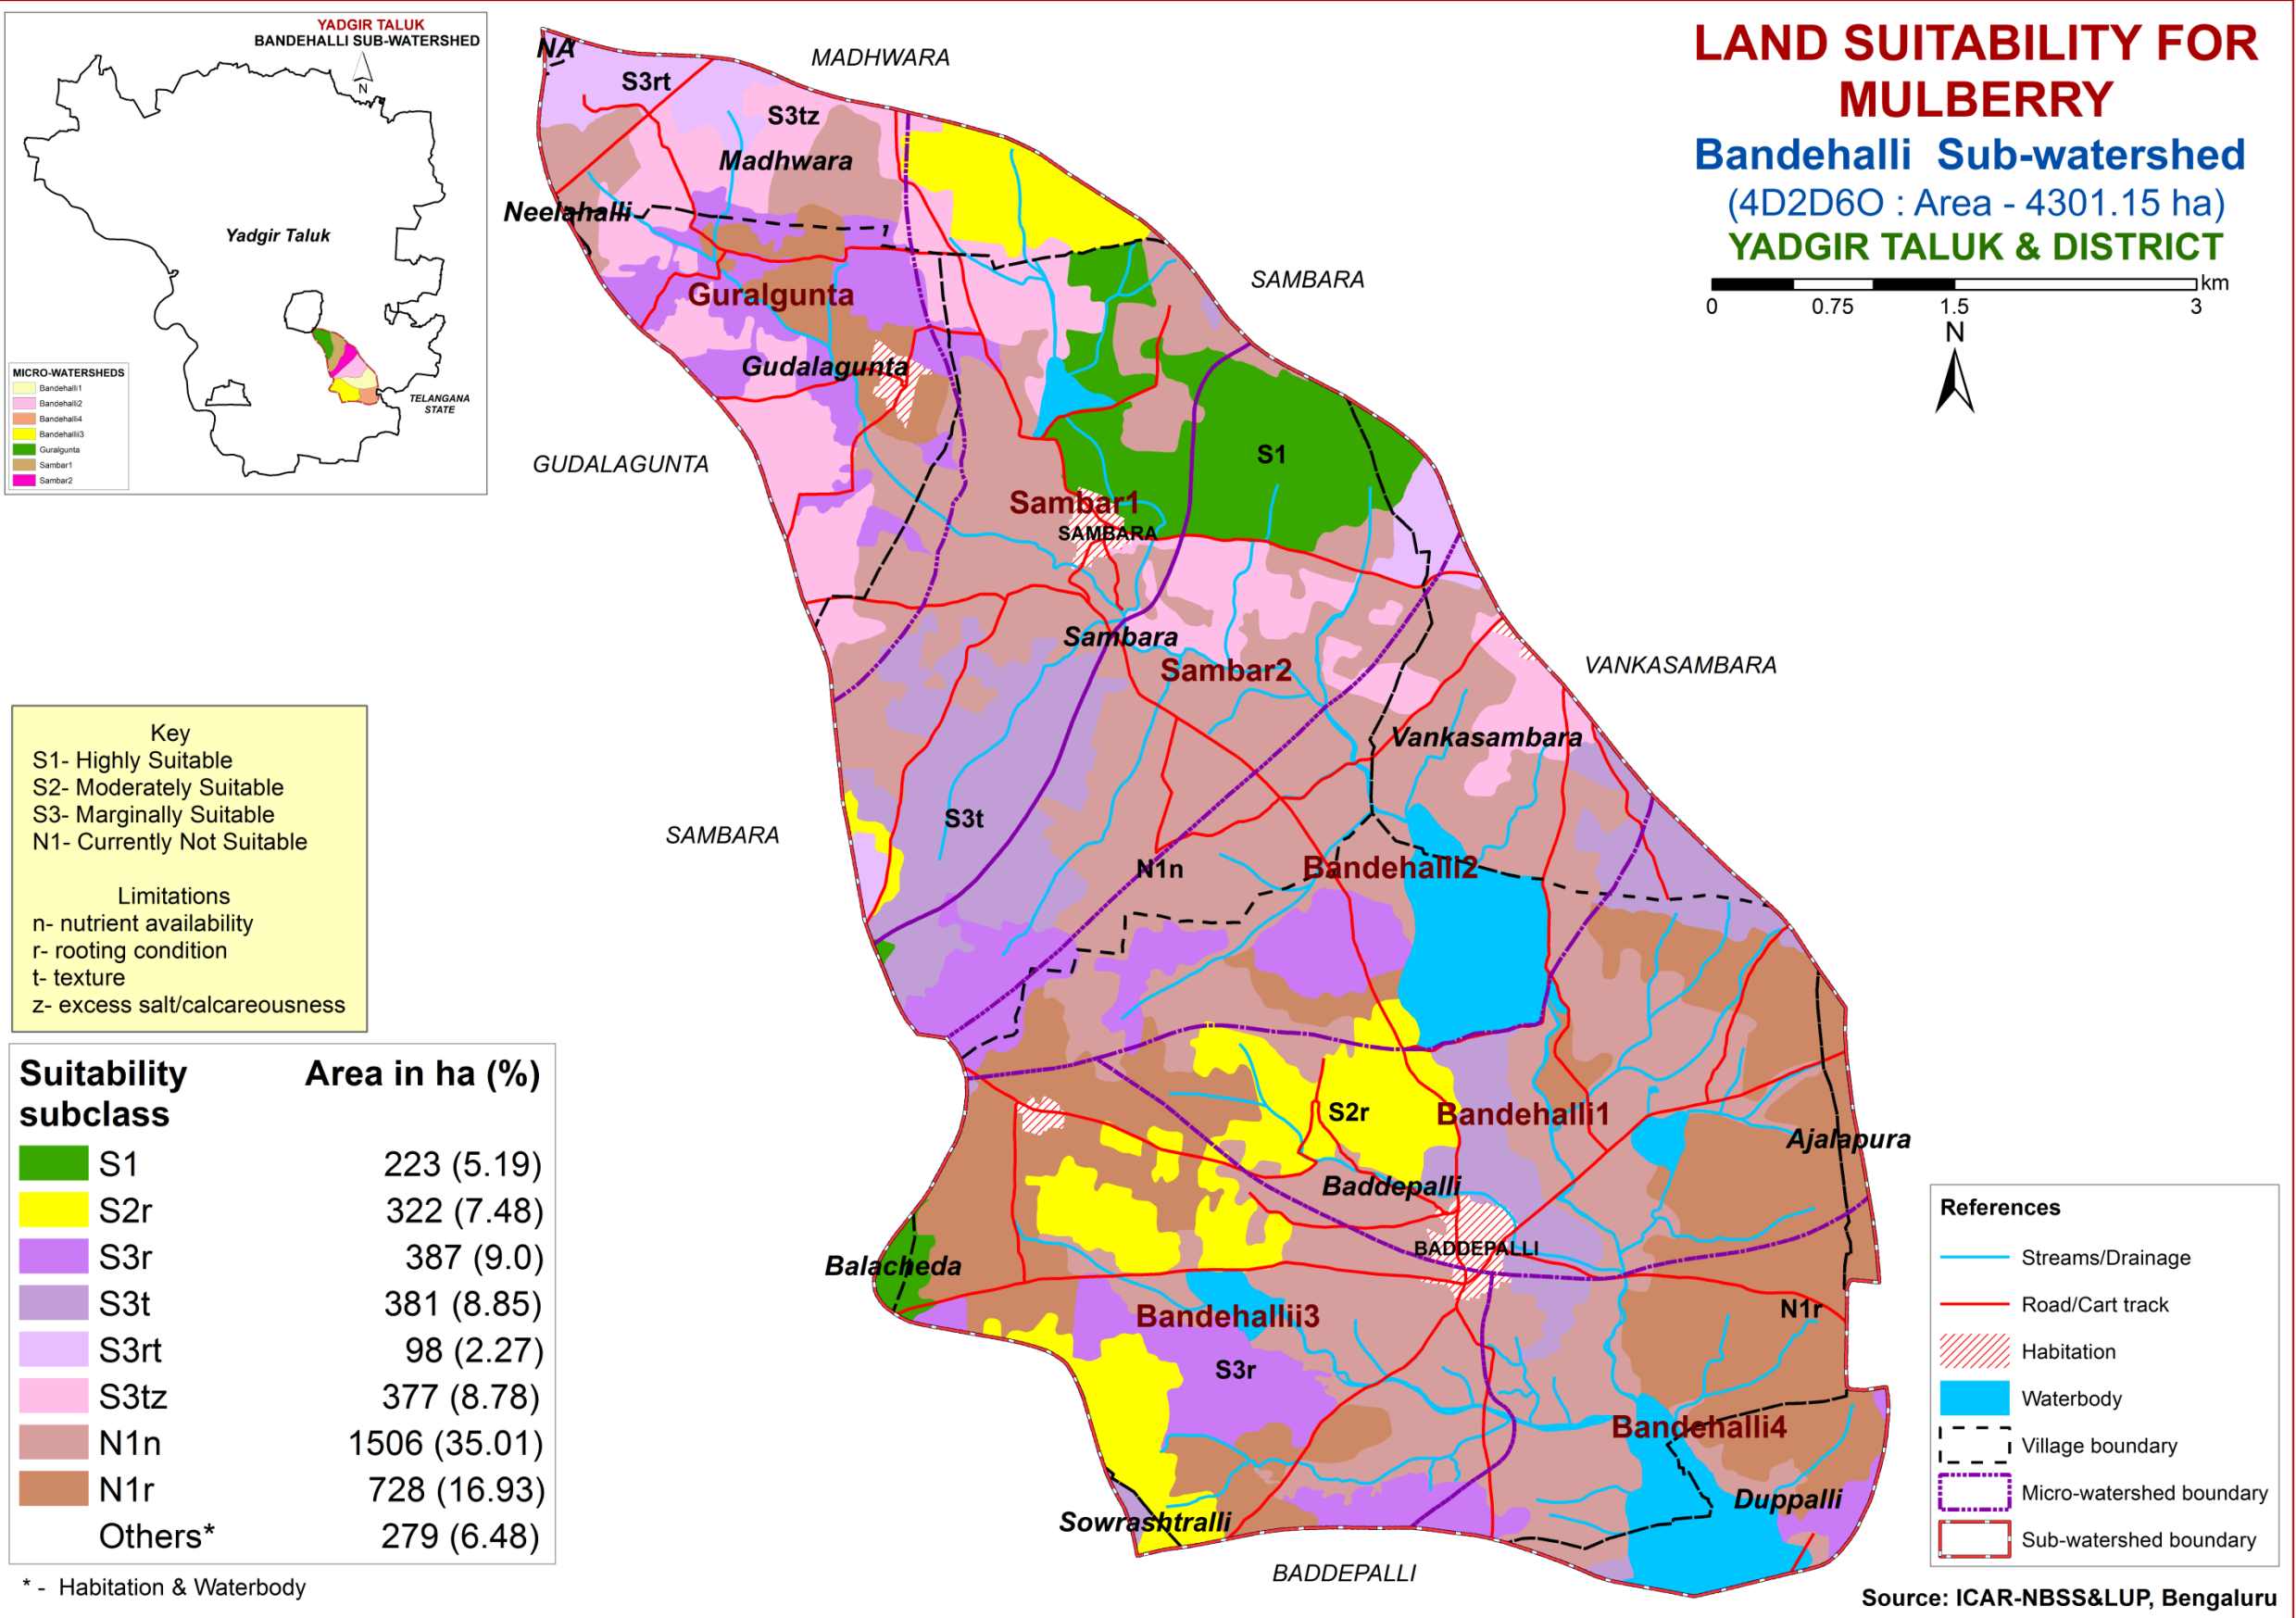 YADGIR TALUK
BANDEHALLI SUB-WATERSHED
N
Yadgir Taluk
TELANGANA
STATE
MICRO-WATERSHEDS
Bandehalli1
Bandehalli2
Bandehalli4
Bandehallii3
Guralgunta
Sambar1
Sambar2
LAND SUITABILITY FOR
MULBERRY
Bandehalli Sub-watershed
(4D2D6O : Area - 4301.15 ha)
YADGIR TALUK & DISTRICT
km
0 0.75 1.5 3
N
NA
MADHWARA
S3rt
S3tz
Madhwara
Neelahalli
SAMBARA
Guralgunta
Gudalagunta
GUDALAGUNTA
S1
Sambar1
SAMBARA
Sambara
Sambar2
VANKASAMBARA
Vankasambara
S3t
SAMBARA
N1n
Bandehalli2
S2r
Bandehalli1
Ajalapura
Baddepalli
BADDEPALLI
Balacheda
Bandehallii3
N1r
S3r
Bandehalli4
Duppalli
Sowrashtralli
BADDEPALLI
Key
S1- Highly Suitable
S2- Moderately Suitable
S3- Marginally Suitable
N1- Currently Not Suitable
Limitations
n- nutrient availability
r- rooting condition
t- texture
z- excess salt/calcareousness
Suitability Area in ha (%)
subclass
S1 223 (5.19)
S2r 322 (7.48)
S3r 387 (9.0)
S3t 381 (8.85)
S3rt 98 (2.27)
S3tz 377 (8.78)
N1n 1506 (35.01)
N1r 728 (16.93)
Others* 279 (6.48)
* - Habitation & Waterbody
References
Streams/Drainage
Road/Cart track
Habitation
Waterbody
Village boundary
Micro-watershed boundary
Sub-watershed boundary
Source: ICAR-NBSS&LUP, Bengaluru